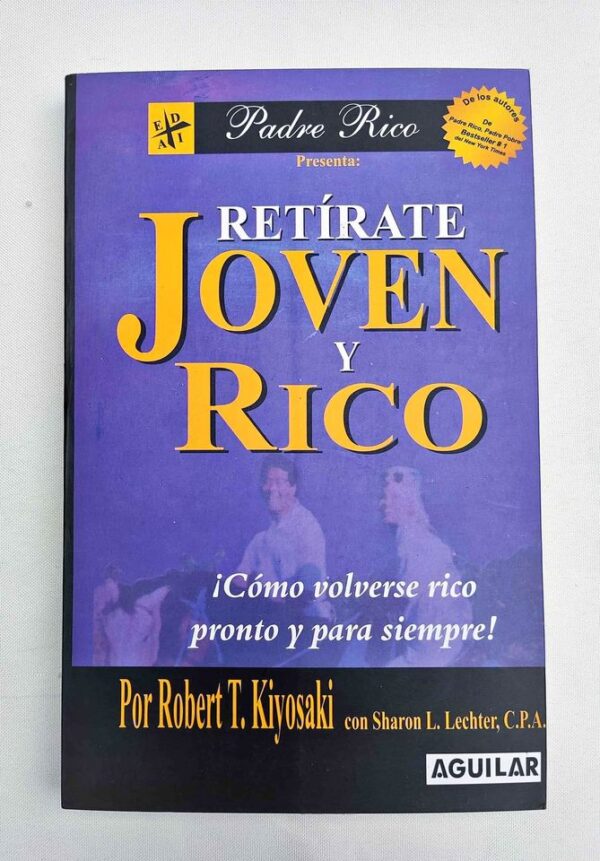 E D
A T
Padre Rico
Presenta:
De los autores
De
Padre Rico, Padre Pobre
Bestseller # 1
del New York Times
RETÍRATE
JOVEN
Y
RICO
¡Cómo volverse rico
pronto y para siempre!
Por Robert T. Kiyosaki con Sharon L. Lechter, C.P.A.
AGUILAR